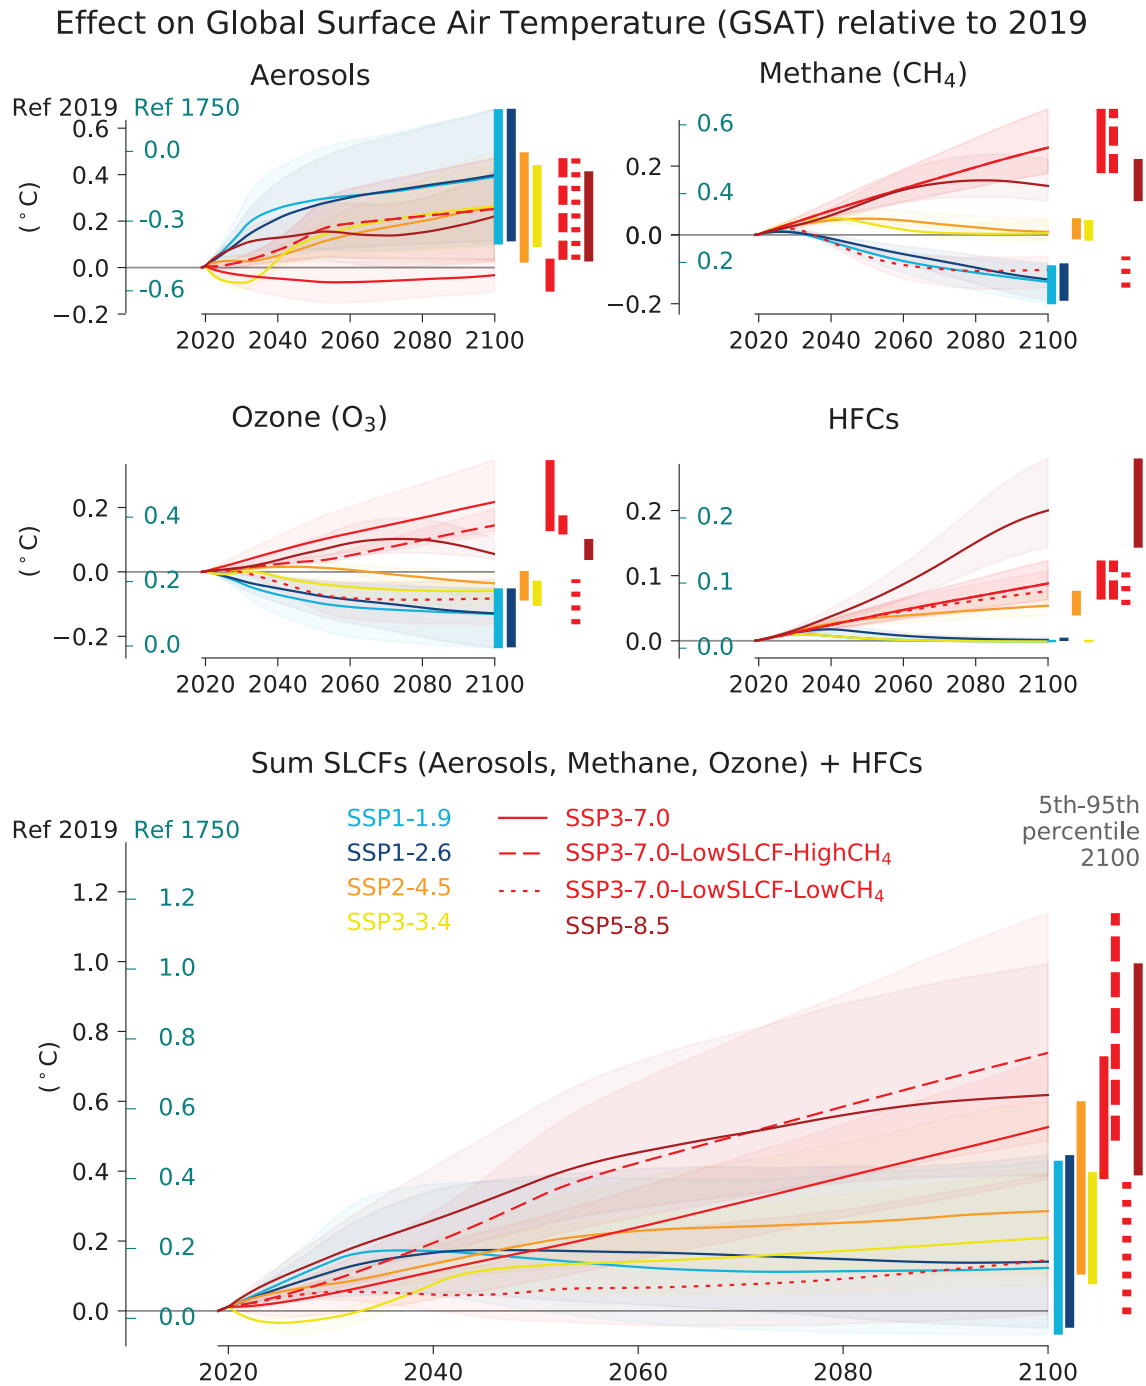 Effect on Global Surface Air Temperature (GSAT) relative to 2019
Aerosols
Ref 2019 Ref 1750
(°C)
0.6
0.4
0.2
0.0
−0.2
0.0
-0.3
-0.6
2020 2040 2060 2080 2100
Methane (CH₄)
0.2
0.0
−0.2
0.6
0.4
0.2
2020 2040 2060 2080 2100
Ozone (O₃)
(°C)
0.2
0.0
−0.2
0.4
0.2
0.0
2020 2040 2060 2080 2100
HFCs
0.2
0.1
0.0
0.2
0.1
0.0
2020 2040 2060 2080 2100
Sum SLCFs (Aerosols, Methane, Ozone) + HFCs
Ref 2019 Ref 1750
SSP1-1.9
SSP1-2.6
SSP2-4.5
SSP3-3.4
SSP3-7.0
SSP3-7.0-LowSLCF-HighCH₄
SSP3-7.0-LowSLCF-LowCH₄
SSP5-8.5
5th-95th
percentile
2100
(°C)
1.2
1.0
0.8
0.6
0.4
0.2
0.0
1.2
1.0
0.8
0.6
0.4
0.2
0.0
2020 2040 2060 2080 2100